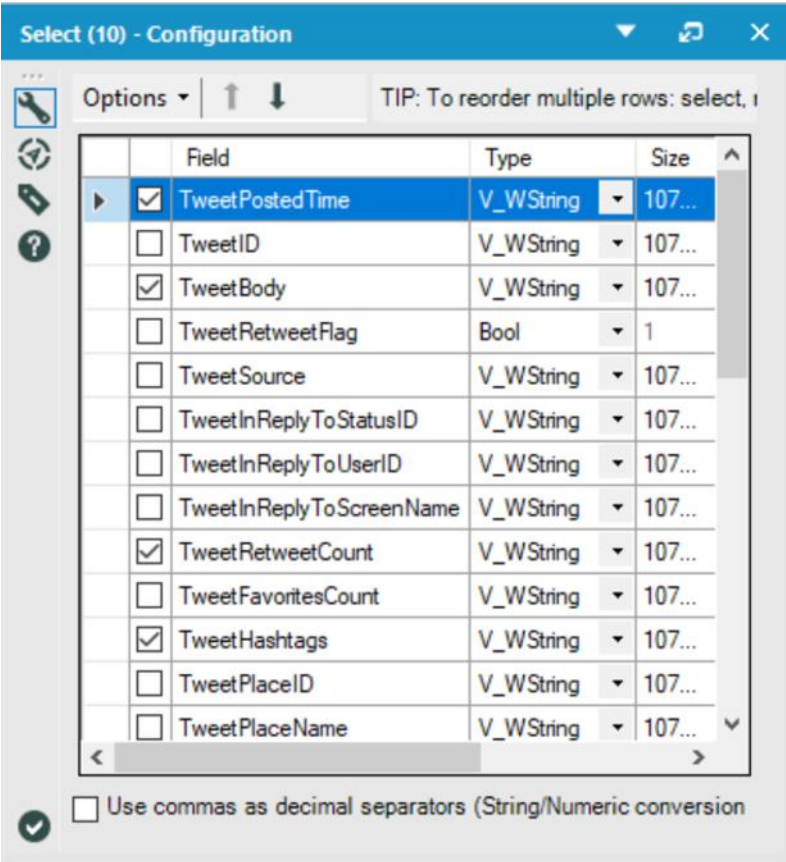 Select (10) - Configuration
Options TIP: To reorder multiple rows: select, r
Field Type Size
TweetPostedTime V_WString 107...
TweetID V_WString 107...
TweetBody V_WString 107...
TweetRetweetFlag Bool 1
TweetSource V_WString 107...
TweetInReplyToStatusID V_WString 107...
TweetInReplyToUserID V_WString 107...
TweetInReplyToScreenName V_WString 107...
TweetRetweetCount V_WString 107...
TweetFavoritesCount V_WString 107...
TweetHashtags V_WString 107...
TweetPlaceID V_WString 107...
TweetPlaceName V_WString 107...
Use commas as decimal separators (String/Numeric conversion